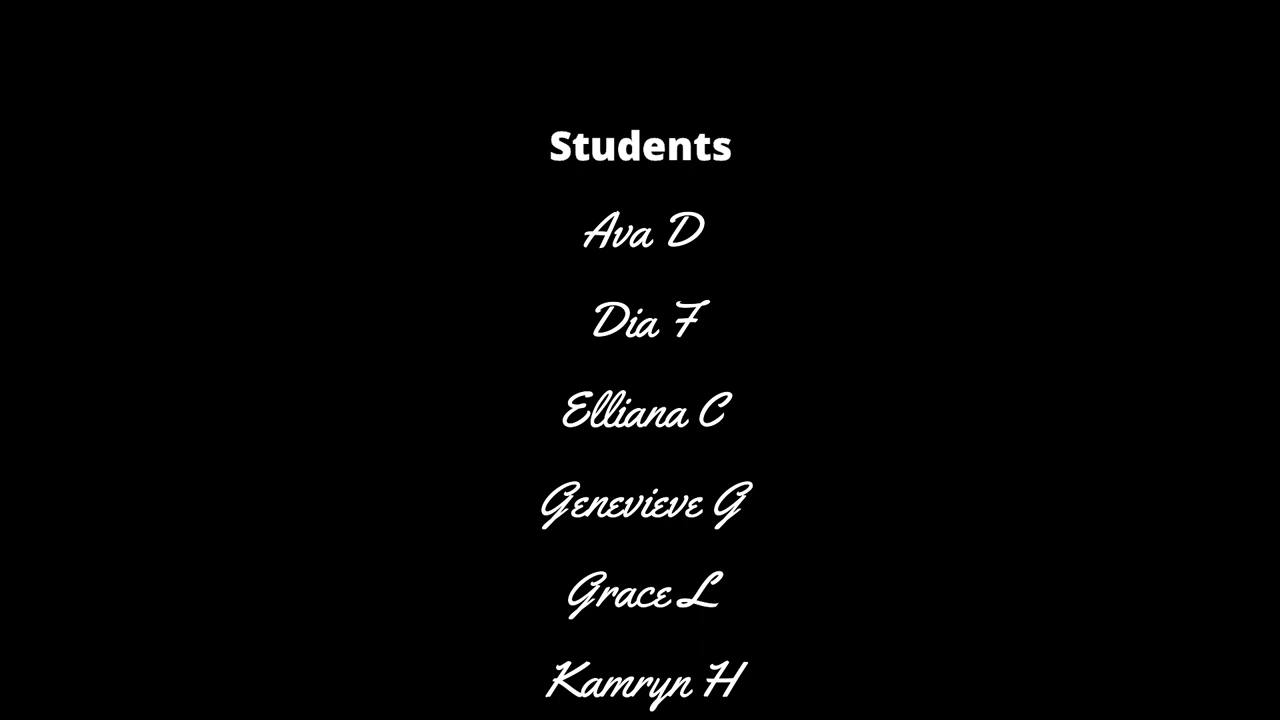 Students
Ava D
Dia F
Elliana C
Genevieve G
Grace L
Kamryn H